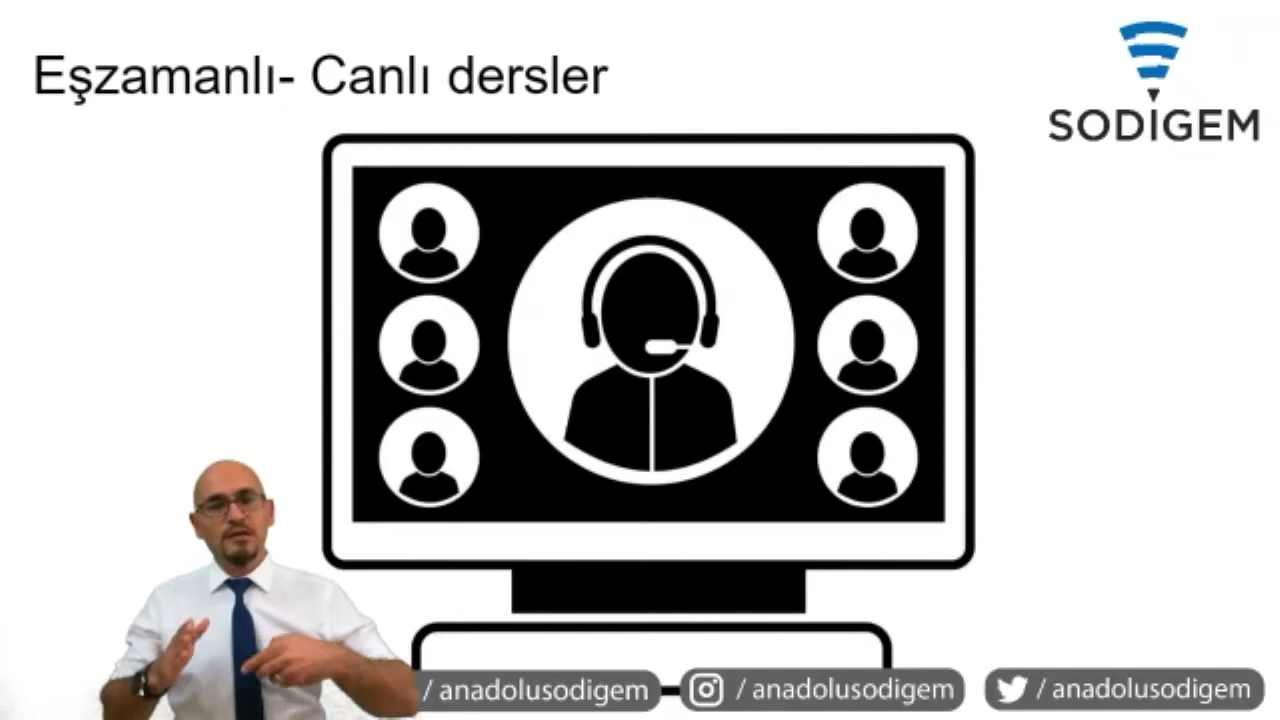 Eşzamanlı- Canlı dersler
SODİGEM
/ anadolusodigem
/ anadolusodigem
/ anadolusodigem